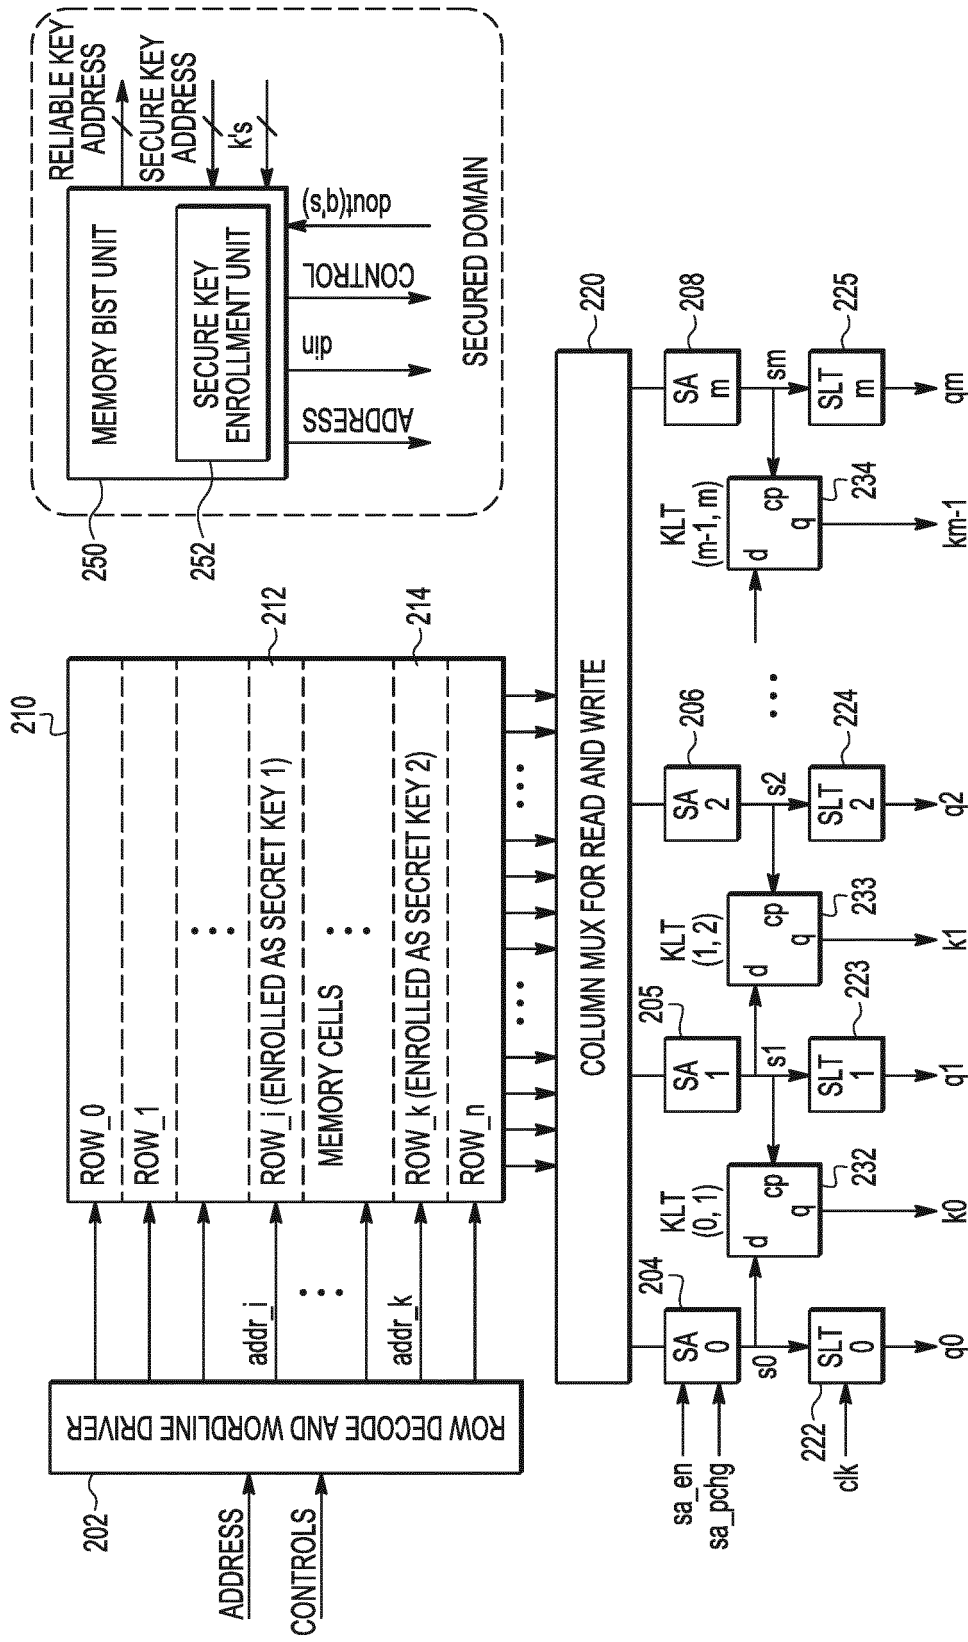 ADDRESS
CONTROLS
202
ROW DECODE AND WORDLINE DRIVER
addr_i
addr_k
210
ROW_0
ROW_1
ROW_i (ENROLLED AS SECRET KEY 1)
212
MEMORY CELLS
ROW_k (ENROLLED AS SECRET KEY 2)
214
ROW_n
250
MEMORY BIST UNIT
252
SECURE KEY
ENROLLMENT UNIT
RELIABLE KEY
ADDRESS
SECURE KEY
ADDRESS
k's
ADDRESS
din
CONTROL
dout(q's)
SECURED DOMAIN
COLUMN MUX FOR READ AND WRITE
220
sa_en
sa_pchg
SA
0
204
SA
1
205
SA
2
206
SA
m
208
s0
s1
s2
sm
KLT
(0, 1)
d
cp
q
232
KLT
(1, 2)
d
cp
q
233
KLT
(m-1, m)
d
cp
q
234
222
clk
SLT
0
SLT
1
223
SLT
2
224
SLT
m
225
q0
k0
q1
k1
q2
km-1
qm